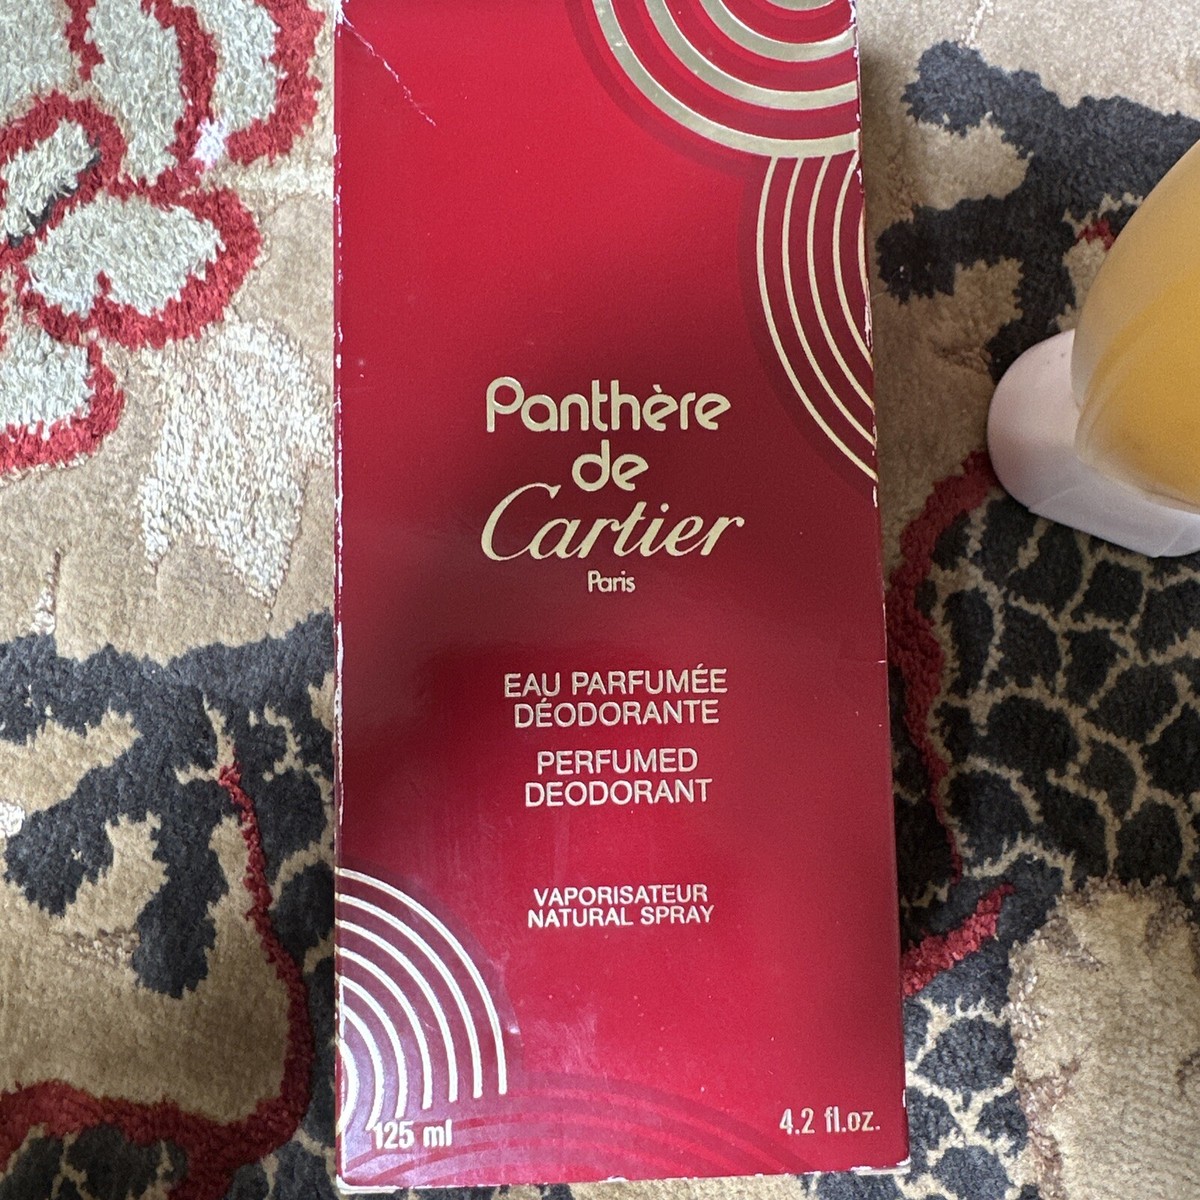 Panthère
de
Cartier
Paris
EAU PARFUMÉE
DÉODORANTE
PERFUMED
DEODORANT
VAPORISATEUR
NATURAL SPRAY
125 ml
4.2 fl.oz.